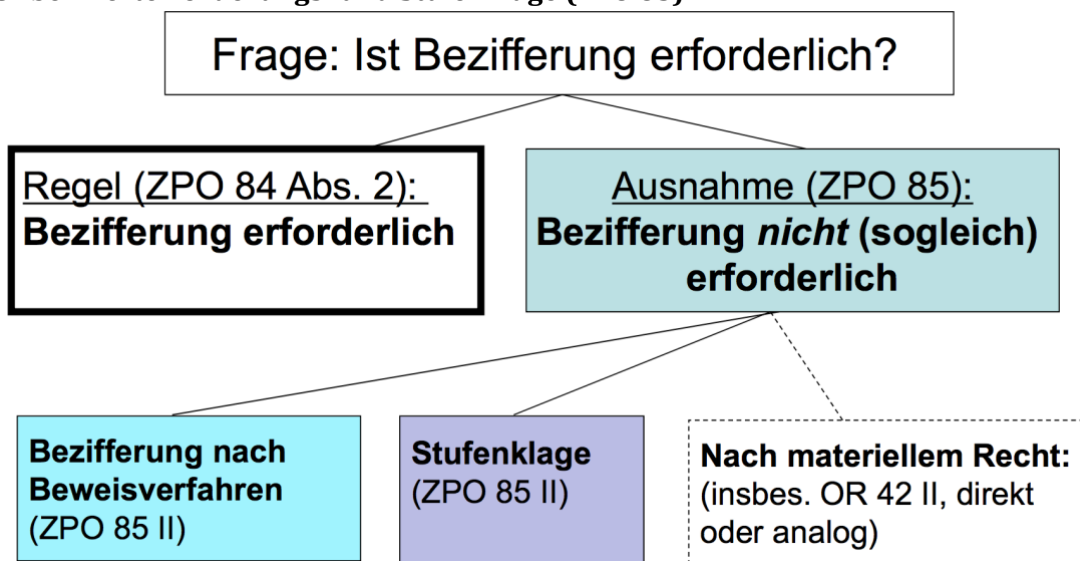 Frage: Ist Bezifferung erforderlich?
Regel (ZPO 84 Abs. 2):
Bezifferung erforderlich
Ausnahme (ZPO 85):
Bezifferung nicht (sogleich)
erforderlich
Bezifferung nach
Beweisverfahren
(ZPO 85 II)
Stufenklage
(ZPO 85 II)
Nach materiellem Recht:
(insbes. OR 42 II, direkt
oder analog)